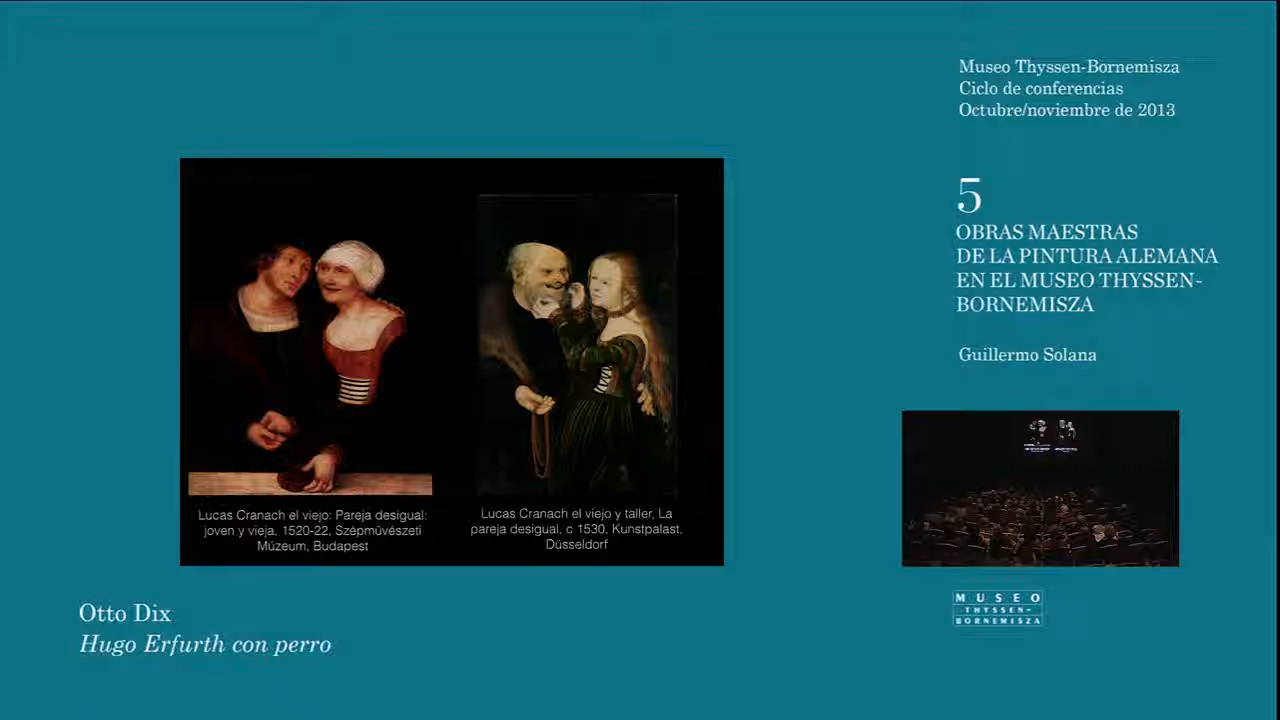 Museo Thyssen-Bornemisza
Ciclo de conferencias
Octubre/noviembre de 2013
5
OBRAS MAESTRAS
DE LA PINTURA ALEMANA
EN EL MUSEO THYSSEN-
BORNEMISZA
Guillermo Solana
Lucas Cranach el viejo: Pareja desigual:
joven y vieja, 1520-22, Szépmüvészeti
Múzeum, Budapest
Lucas Cranach el viejo y taller, La
pareja desigual, c 1530, Kunstpalast,
Düsseldorf
Otto Dix
Hugo Erfurth con perro
MUSEO
THYSSEN-
BORNEMISZA